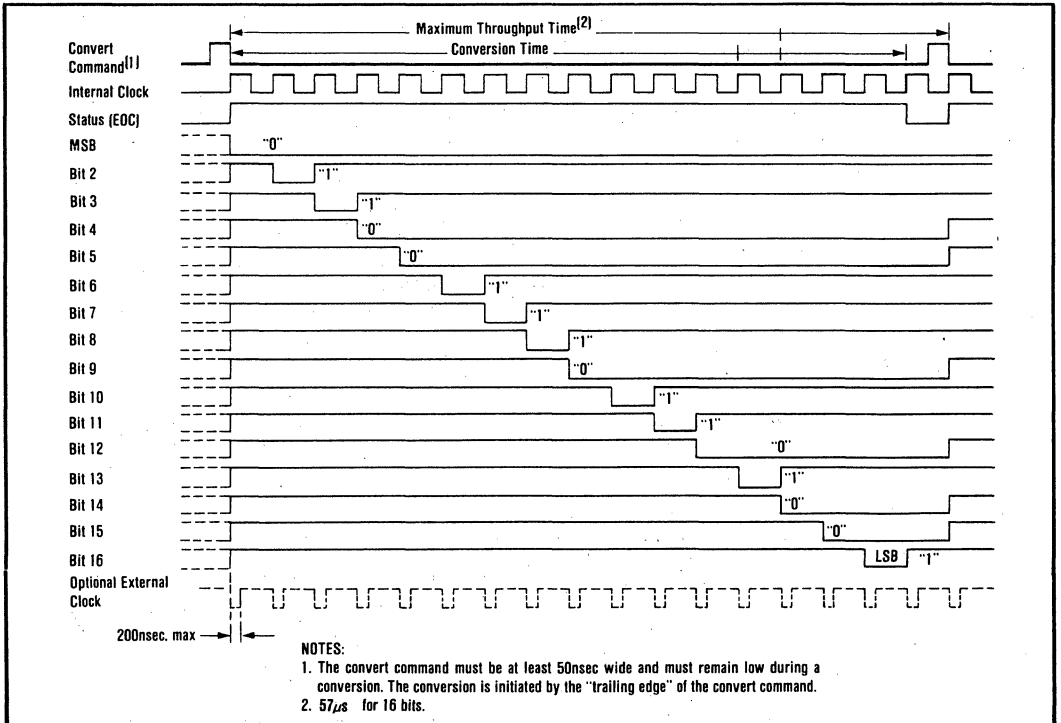 Maximum Throughput Time(2)
Convert Command(1)
Conversion Time
Internal Clock
Status (EOC)
MSB
"0"
Bit 2
"1"
Bit 3
"1"
Bit 4
"0"
Bit 5
"0"
Bit 6
"1"
Bit 7
"1"
Bit 8
"1"
Bit 9
"0"
Bit 10
"1"
Bit 11
"1"
Bit 12
"0"
Bit 13
"1"
Bit 14
"0"
Bit 15
"0"
Bit 16
LSB
"1"
Optional External
Clock
200nsec. max
NOTES:
1. The convert command must be at least 50nsec wide and must remain low during a
conversion. The conversion is initiated by the "trailing edge" of the convert command.
2. 57μs for 16 bits.